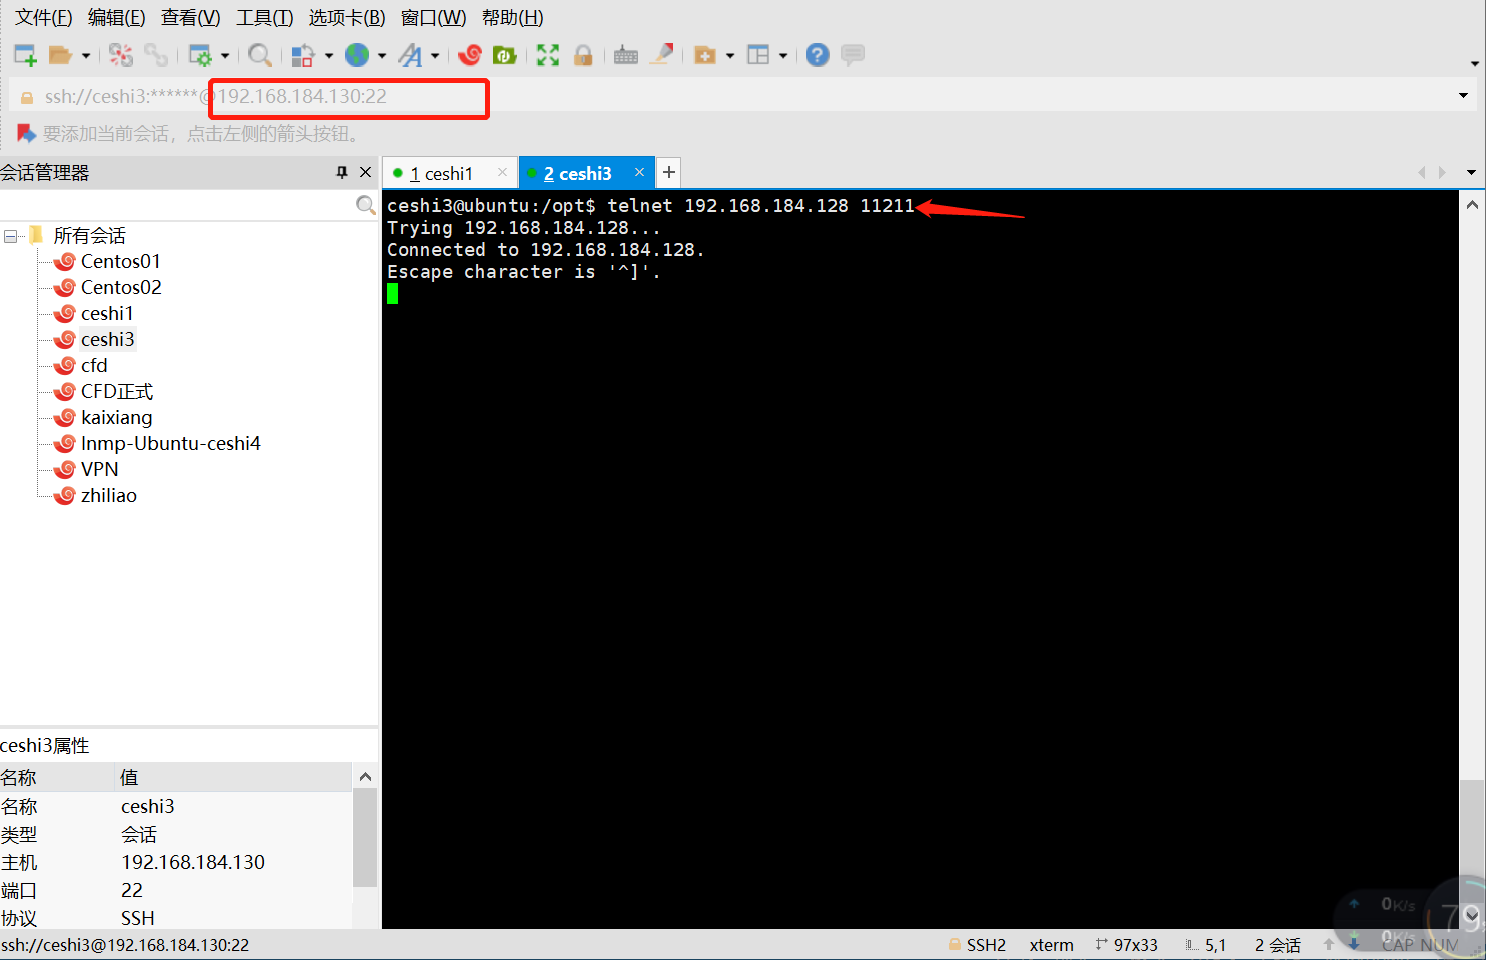 文件(F) 编辑(E) 查看(V) 工具(T) 选项卡(B) 窗口(W) 帮助(H)
ssh://ceshi3:******@192.168.184.130:22
要添加当前会话，点击左侧的箭头按钮。
会话管理器
1 ceshi1
2 ceshi3
所有会话
Centos01
Centos02
ceshi1
ceshi3
cfd
CFD正式
kaixiang
lnmp-Ubuntu-ceshi4
VPN
zhiliao
ceshi3@ubuntu:/opt$ telnet 192.168.184.128 11211
Trying 192.168.184.128...
Connected to 192.168.184.128.
Escape character is '^]'.
ceshi3属性
名称 值
名称 ceshi3
类型 会话
主机 192.168.184.130
端口 22
协议 SSH
0K/s
0K/s
79
ssh://ceshi3@192.168.184.130:22 SSH2 xterm 97x33 5,1 2 会话 CAP NUM